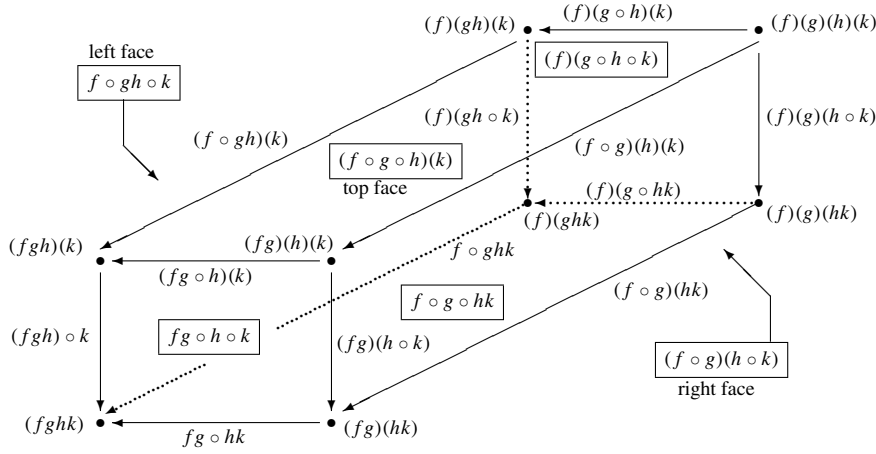 (f)(g ∘ h)(k)
(f)(gh)(k)
(f)(g)(h)(k)
left face
f ∘ gh ∘ k
(f)(g ∘ h ∘ k)
(f)(gh ∘ k)
(f)(g)(h ∘ k)
(f ∘ gh)(k)
(f ∘ g ∘ h)(k)
top face
(f ∘ g)(h)(k)
(f)(g ∘ hk)
(f)(ghk)
(f)(g)(hk)
(fgh)(k)
(fg)(h)(k)
f ∘ ghk
(fg ∘ h)(k)
(f ∘ g)(hk)
f ∘ g ∘ hk
(fgh) ∘ k
fg ∘ h ∘ k
(fg)(h ∘ k)
(f ∘ g)(h ∘ k)
right face
(fghk)
(fg)(hk)
fg ∘ hk